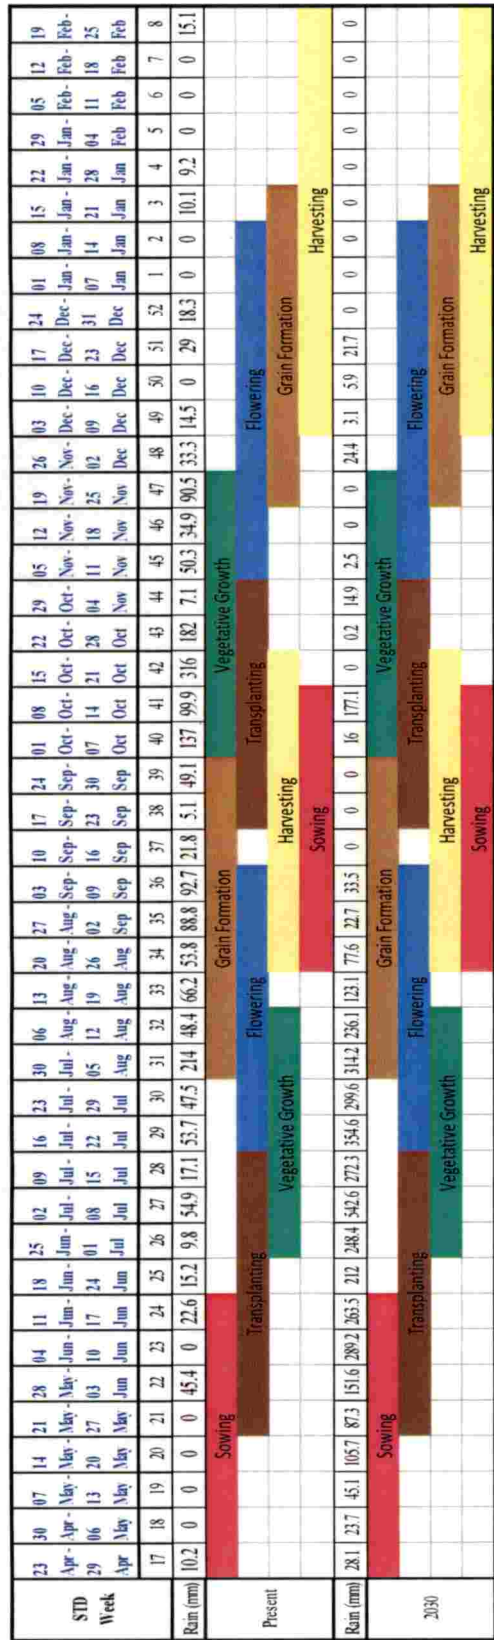 STD Week
23 30 07 14 21 28 04 11 18 25 02 09 16 23 30 06 13 20 27 03 10 17 24 01 08 15 22 29 05 12 19 26 03 10 17 24 01 08 15 22 29 05 12 19
Apr - Apr - May - May - May - May - Jun - Jun - Jun - Jun - Jul - Jul - Jul - Jul - Jul - Aug - Aug - Aug - Aug - Sep - Sep - Sep - Sep - Oct - Oct - Oct - Oct - Oct - Nov - Nov - Nov - Nov - Dec - Dec - Dec - Dec - Jan - Jan - Jan - Jan - Jan - Feb - Feb - Feb -
29 06 13 20 27 03 10 17 24 01 08 15 22 29 05 12 19 26 02 09 16 23 30 07 14 21 28 04 11 18 25 02 09 16 23 31 07 14 21 28 04 11 18 25
Apr May May May May Jun Jun Jun Jun Jul Jul Jul Jul Jul Aug Aug Aug Aug Sep Sep Sep Sep Sep Oct Oct Oct Oct Nov Nov Nov Nov Dec Dec Dec Dec Dec Jan Jan Jan Jan Feb Feb Feb Feb
17 18 19 20 21 22 23 24 25 26 27 28 29 30 31 32 33 34 35 36 37 38 39 40 41 42 43 44 45 46 47 48 49 50 51 52 1 2 3 4 5 6 7 8
Rain (mm) 10.2 0 0 0 0 45.4 0 22.6 15.2 9.8 54.9 17.1 53.7 47.5 214 48.4 66.2 53.8 88.8 92.7 21.8 5.1 49.1 137 99.9 316 182 7.1 50.3 34.9 90.5 33.3 14.5 0 29 18.3 0 0 10.1 9.2 0 0 0 15.1
Present
Sowing Grain Formation Vegetative Growth
Transplanting Flowering Transplanting Flowering
Vegetative Growth Harvesting Grain Formation
Sowing Harvesting
Rain (mm) 28.1 23.7 45.1 105.7 87.3 151.6 289.2 263.5 212 248.4 542.6 272.3 354.6 299.6 314.2 236.1 123.1 77.6 22.7 33.5 0 0 0 16 177.1 0 0.2 14.9 2.5 0 0 24.4 3.1 5.9 21.7 0 0 0 0 0 0 0 0 0
2030
Sowing Grain Formation Vegetative Growth
Transplanting Flowering Transplanting Flowering
Vegetative Growth Harvesting Grain Formation
Sowing Harvesting